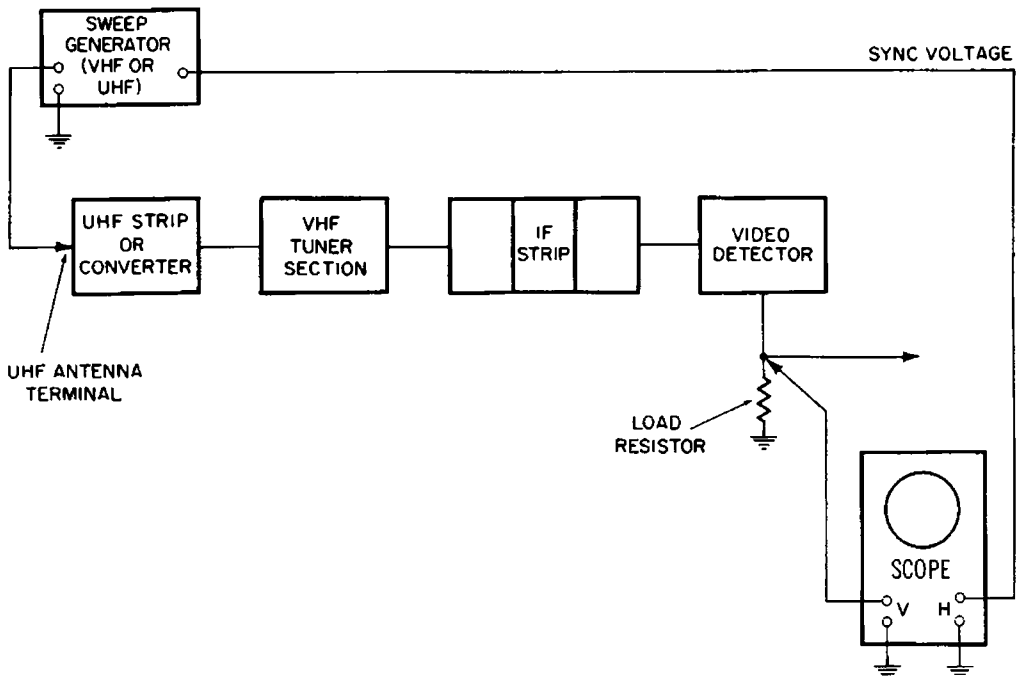 SWEEP
GENERATOR
(VHF OR
UHF)
SYNC VOLTAGE
UHF STRIP
OR
CONVERTER
VHF
TUNER
SECTION
IF
STRIP
VIDEO
DETECTOR
UHF ANTENNA
TERMINAL
LOAD
RESISTOR
SCOPE
V H